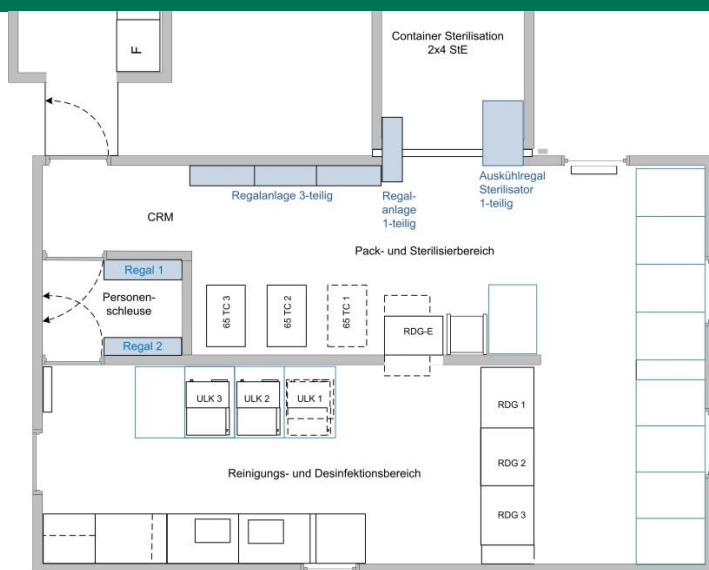 F
Container Sterilisation
2x4 StE
Regalanlage 3-teilig
Regal-
anlage
1-teilig
Auskühlregal
Sterilisator
1-teilig
CRM
Pack- und Sterilisierbereich
Regal 1
Personen-
schleuse
Regal 2
65 TC 3
65 TC 2
65 TC 1
RDG-E
ULK 3
ULK 2
ULK 1
RDG 1
RDG 2
RDG 3
Reinigungs- und Desinfektionsbereich